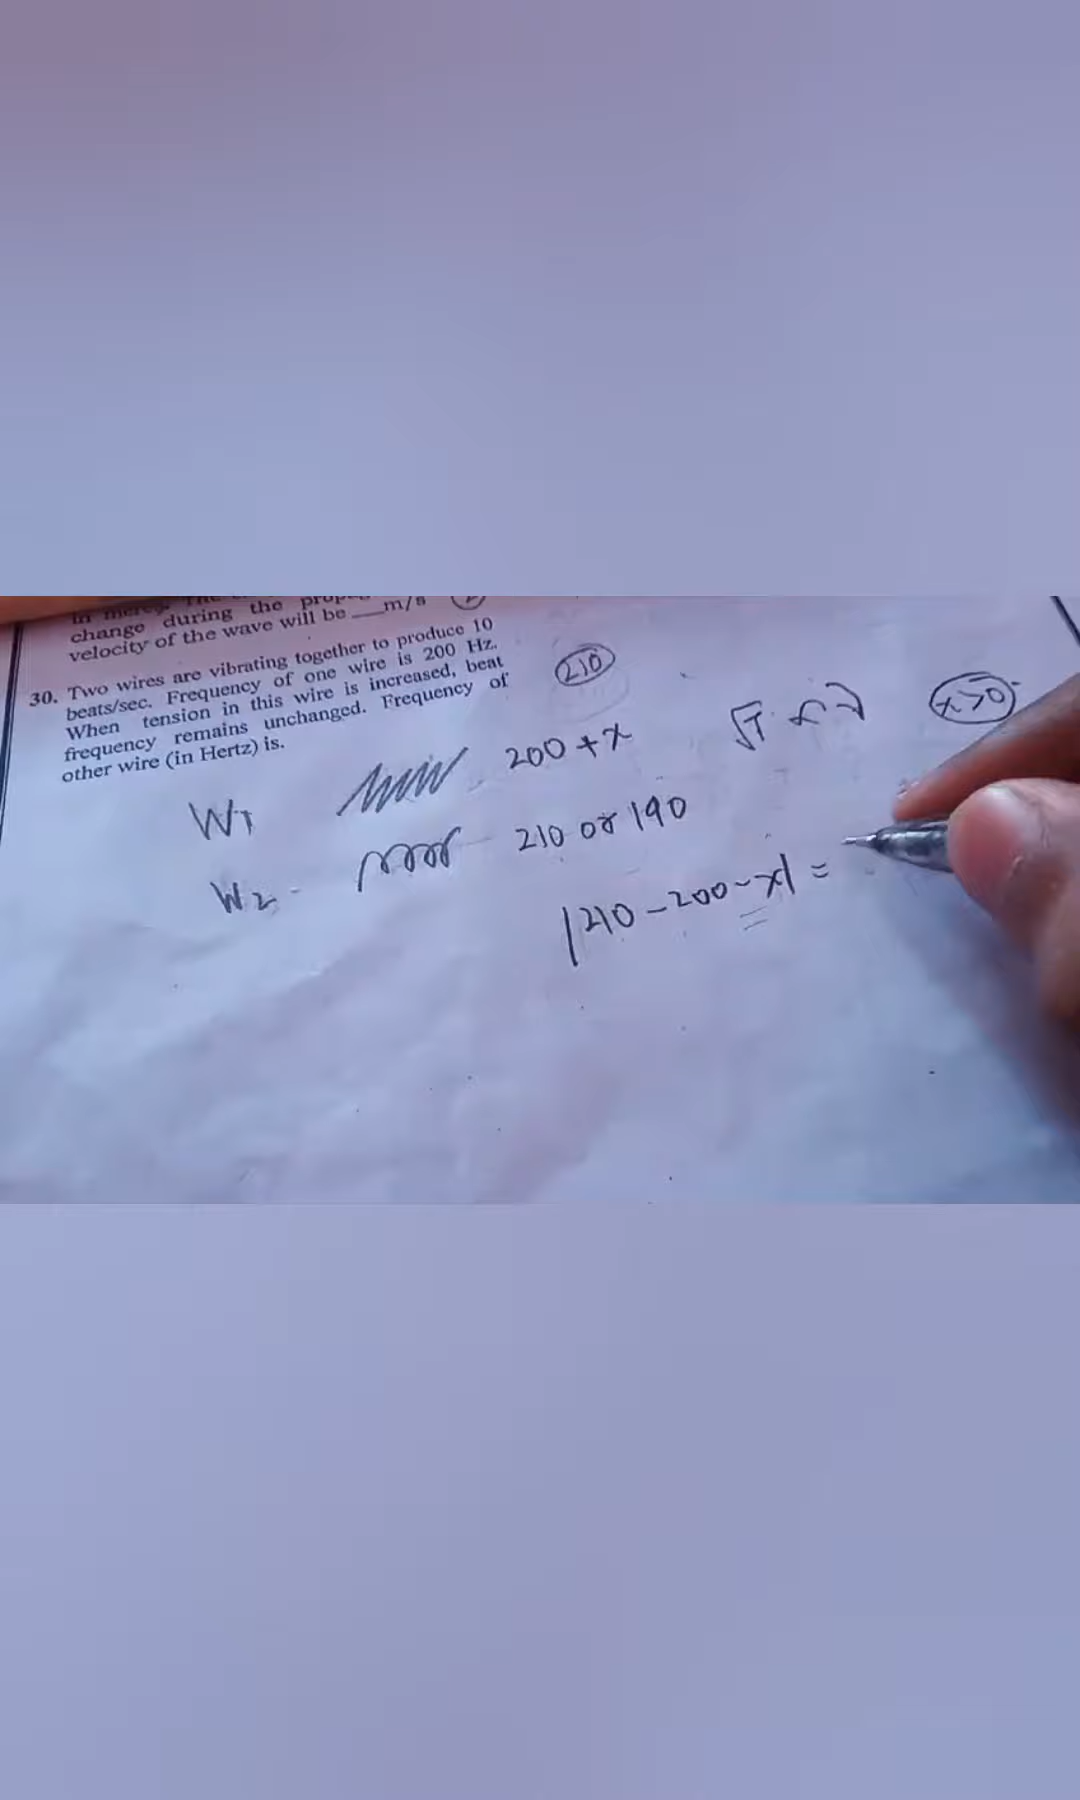 change during the
velocity of the wave will be __m/s
30. Two wires are vibrating together to produce 10
beats/sec. Frequency of one wire is 200 Hz.
When tension in this wire is increased, beat
frequency remains unchanged. Frequency of
other wire (in Hertz) is.
210
√T ∝ ν
x>0
W1 200 + x
W2 - 210 or 190
|210 - 200 - x| =